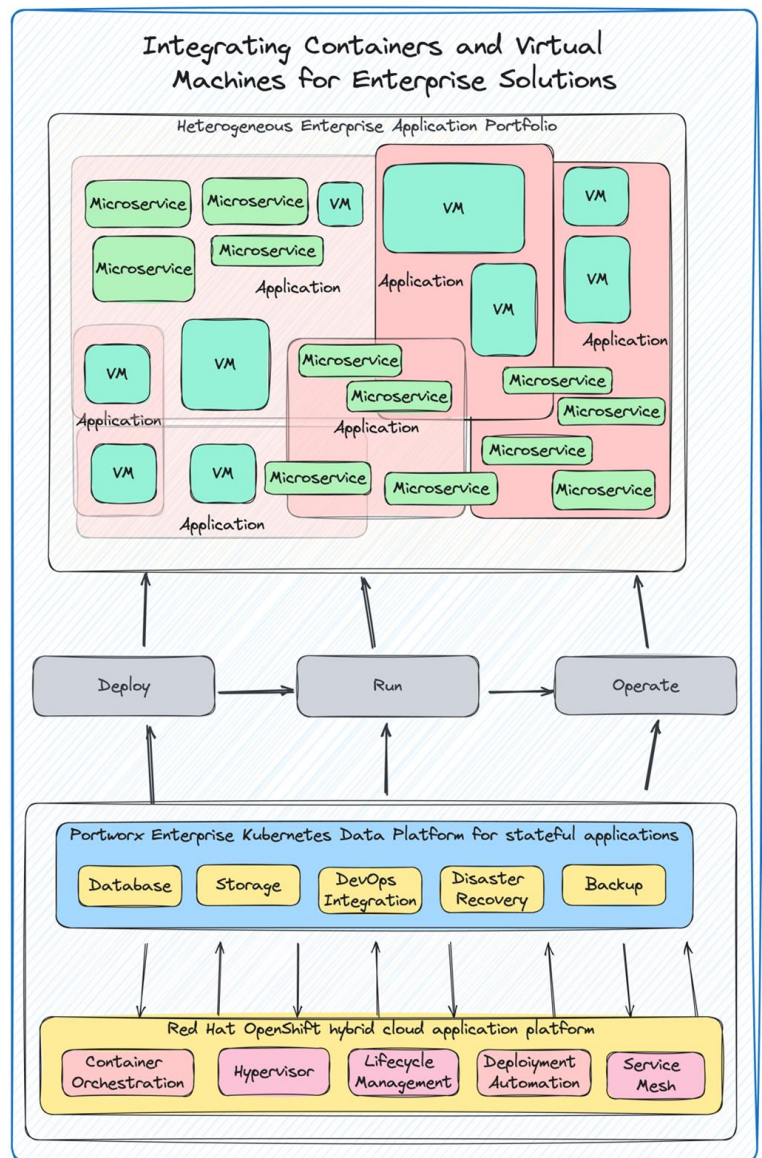 Integrating Containers and Virtual
Machines for Enterprise Solutions
Heterogeneous Enterprise Application Portfolio
Microservice
Microservice
VM
VM
VM
Microservice
Microservice
Application
Application
VM
VM
Application
VM
VM
Microservice
Microservice
Microservice
Microservice
Application
Application
VM
VM
Microservice
Microservice
Microservice
Microservice
Application
Deploy
Run
Operate
Portworx Enterprise Kubernetes Data Platform for stateful applications
Database
Storage
DevOps
Integration
Disaster
Recovery
Backup
Red Hat OpenShift hybrid cloud application platform
Container
Orchestration
Hypervisor
Lifecycle
Management
Deploiyment
Automation
Service
Mesh